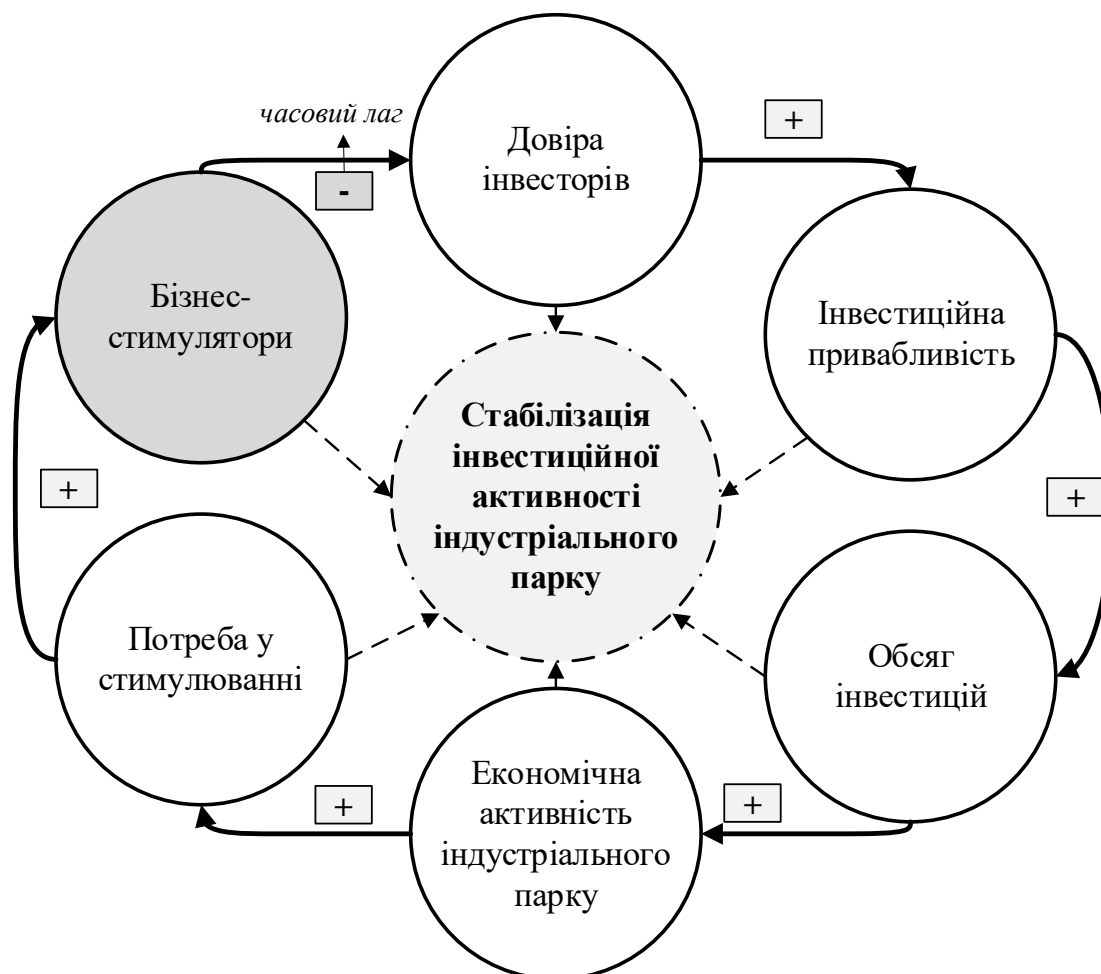 часовий лаг
-
Довіра
інвесторів
+
Бізнес-
стимулятори
Інвестиційна
привабливість
Стабілізація
інвестиційної
активності
індустріального
парку
+
+
Потреба у
стимулюванні
Обсяг
інвестицій
+
+
Економічна
активність
індустріального
парку